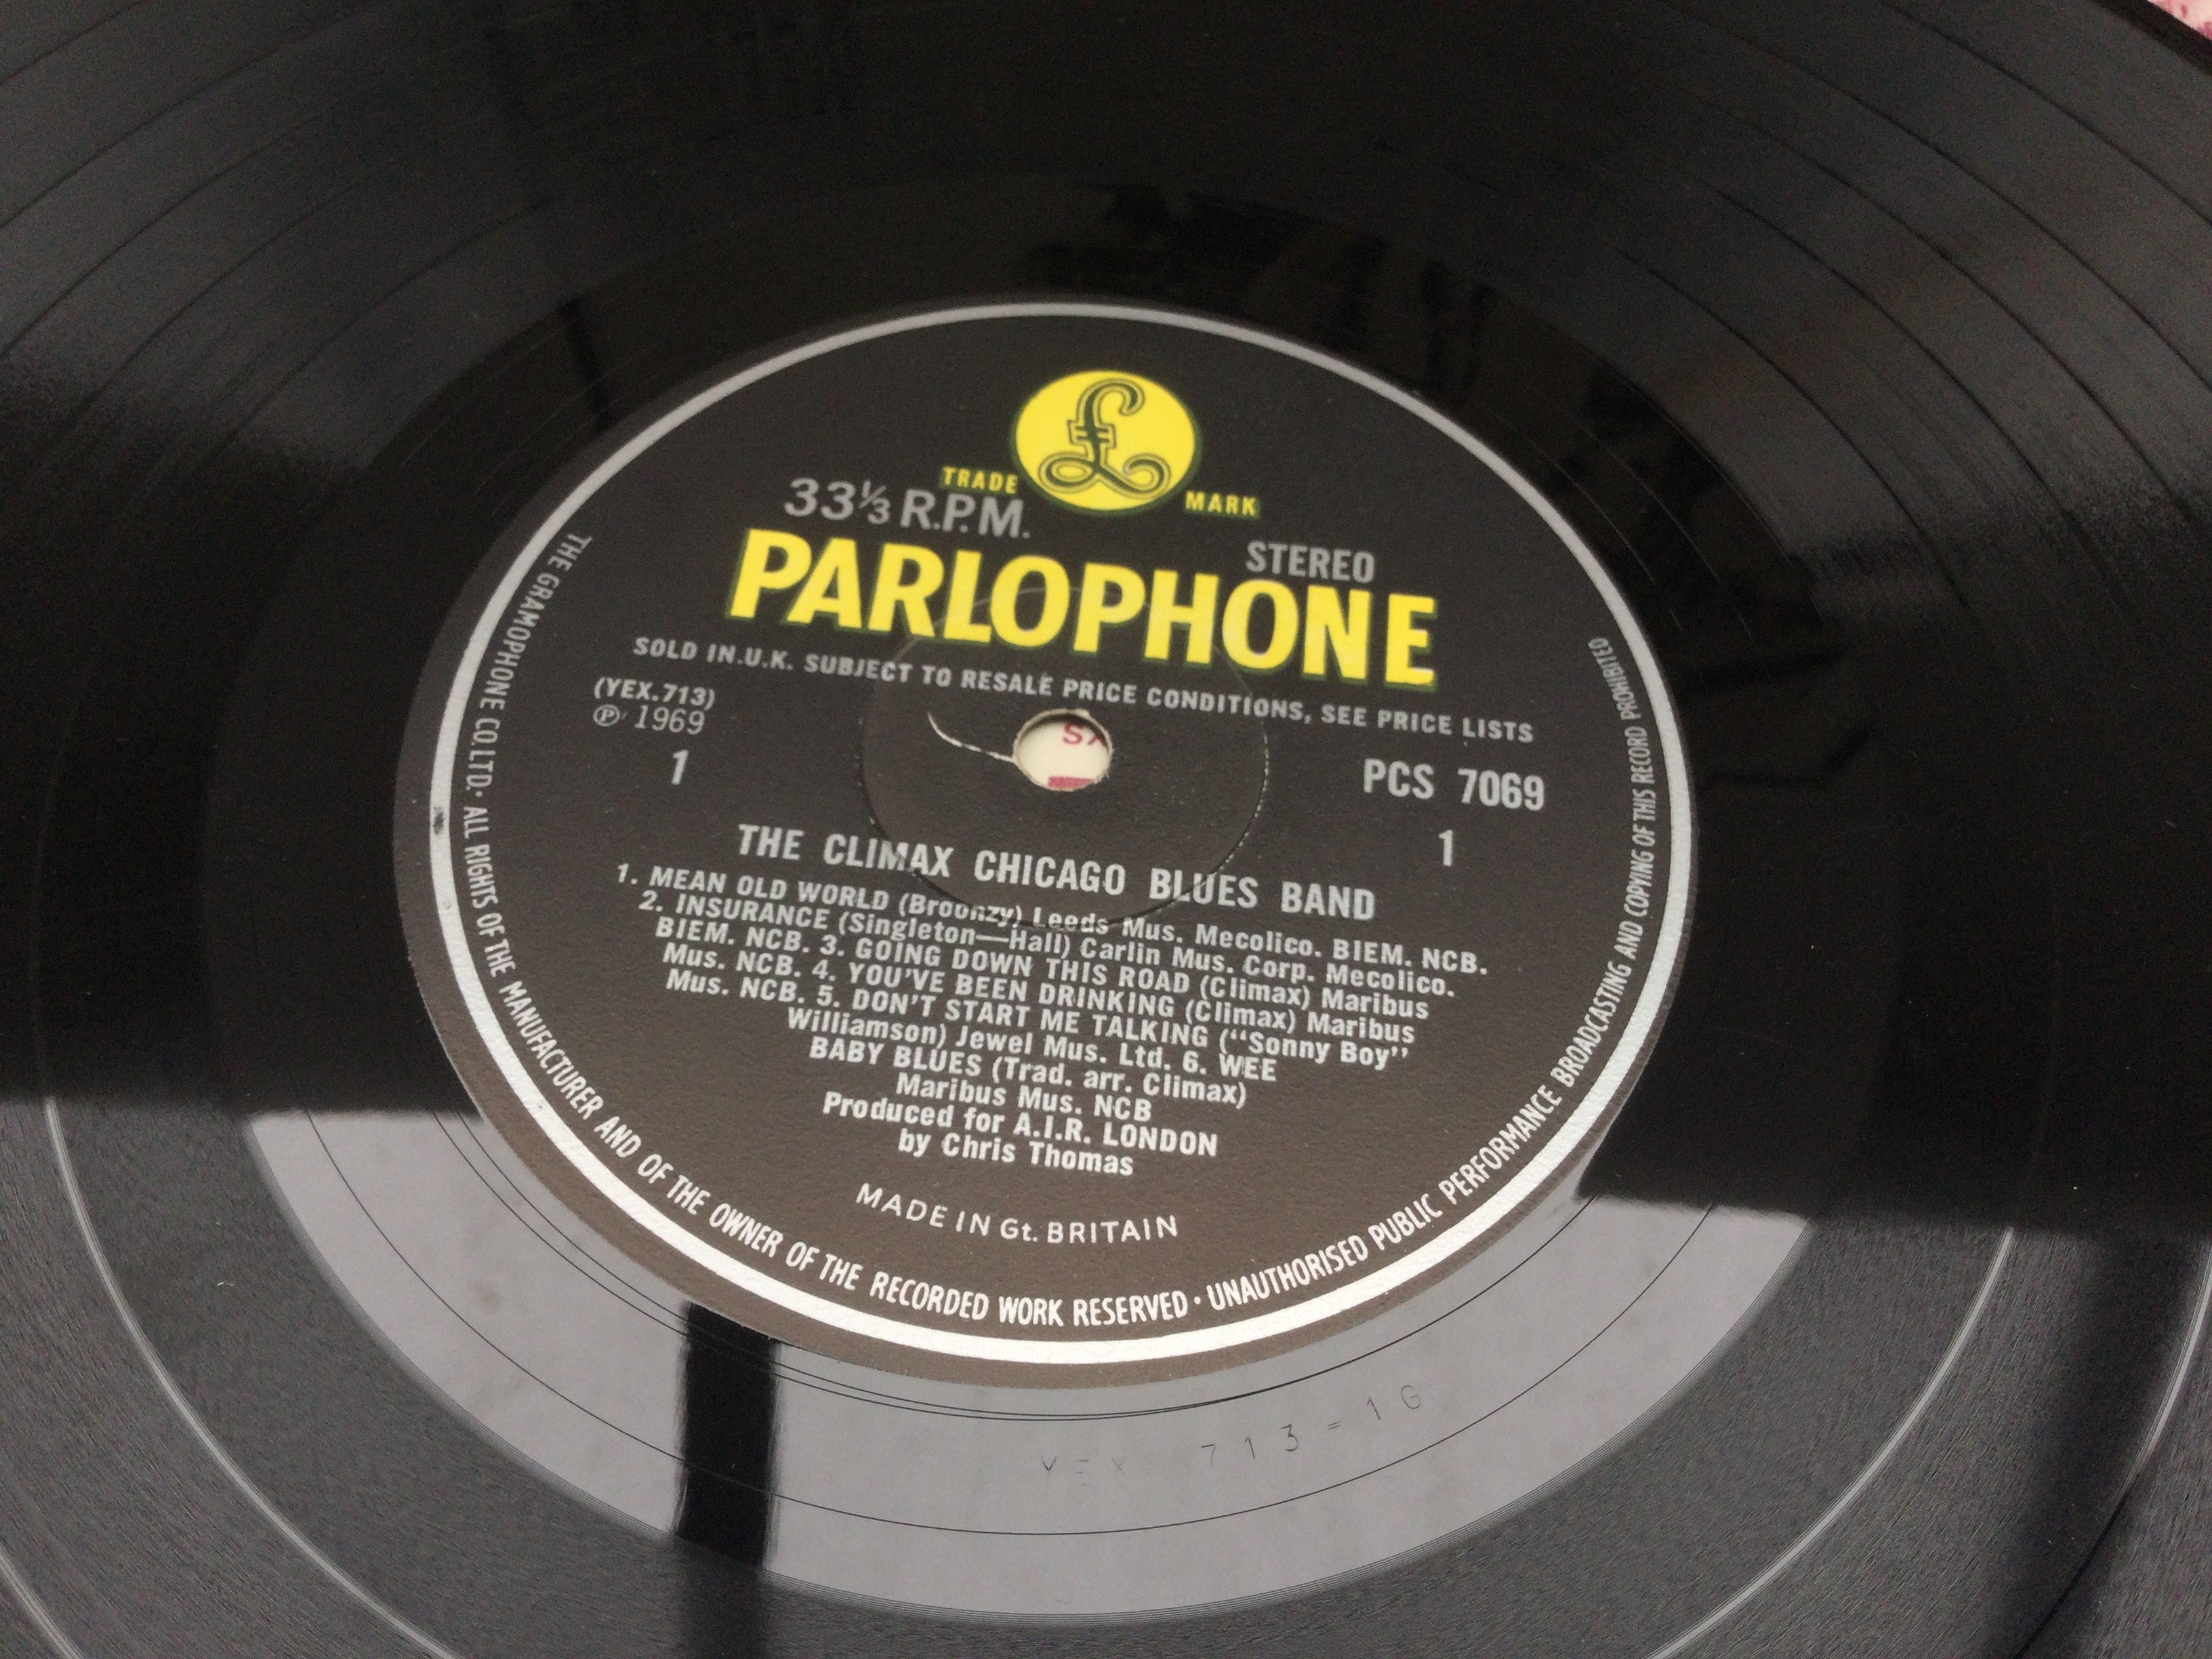 TRADE MARK
33⅓ R.P.M.
STEREO
PARLOPHONE
SOLD IN.U.K. SUBJECT TO RESALE PRICE CONDITIONS, SEE PRICE LISTS
(YEX.713)
Ⓟ 1969
1
PCS 7069
1
THE CLIMAX CHICAGO BLUES BAND
1. MEAN OLD WORLD (Broonzy) Leeds Mus. Mecolico. BIEM. NCB.
2. INSURANCE (Singleton—Hall) Carlin Mus. Corp. Mecolico.
BIEM. NCB. 3. GOING DOWN THIS ROAD (Climax) Maribus
Mus. NCB. 4. YOU'VE BEEN DRINKING (Climax) Maribus
Mus. NCB. 5. DON'T START ME TALKING ("Sonny Boy"
Williamson) Jewel Mus. Ltd. 6. WEE
BABY BLUES (Trad. arr. Climax)
Maribus Mus. NCB
Produced for A.I.R. LONDON
by Chris Thomas
MADE IN Gt. BRITAIN
THE GRAMOPHONE CO. LTD. · ALL RIGHTS OF THE MANUFACTURER AND OF THE OWNER OF THE RECORDED WORK RESERVED · UNAUTHORISED PUBLIC PERFORMANCE BROADCASTING AND COPYING OF THIS RECORD PROHIBITED
YEX 713=1 G